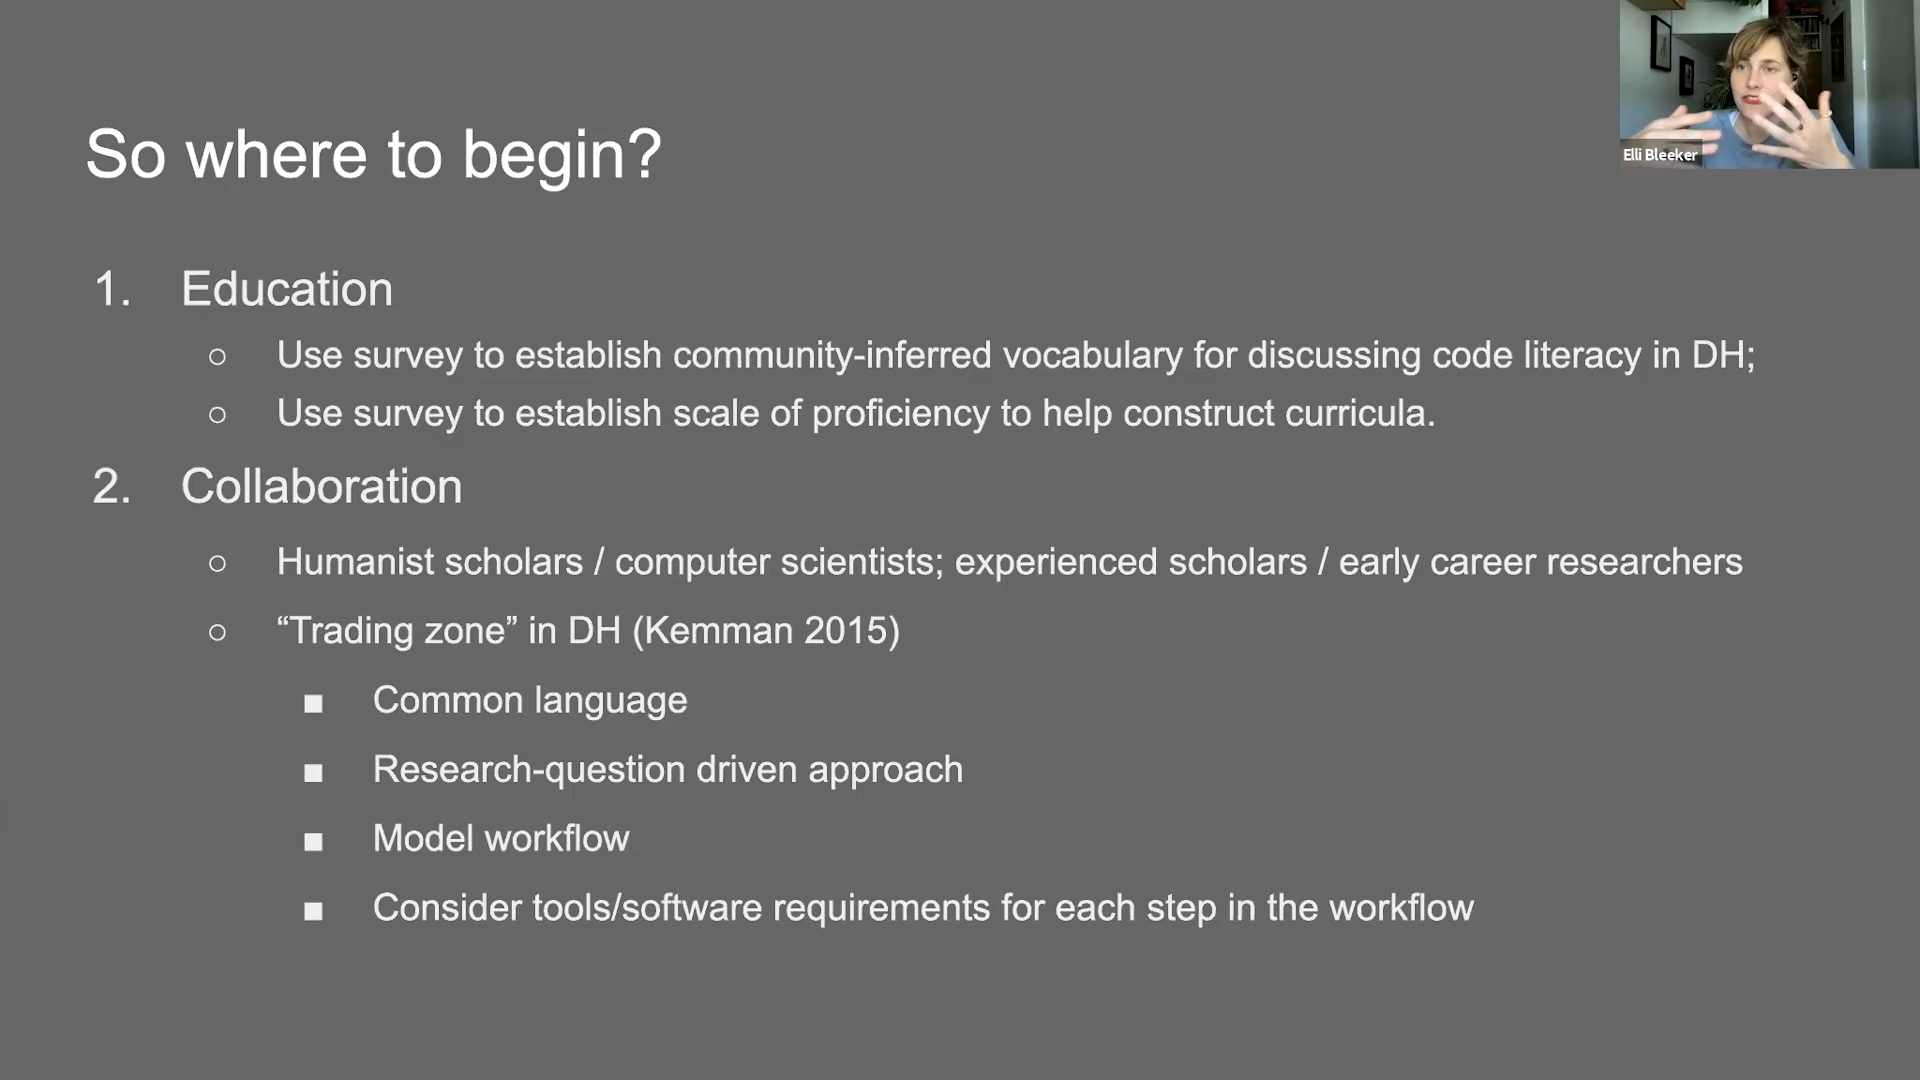 So where to begin?
Elli Bleeker
1. Education
○ Use survey to establish community-inferred vocabulary for discussing code literacy in DH;
○ Use survey to establish scale of proficiency to help construct curricula.
2. Collaboration
○ Humanist scholars / computer scientists; experienced scholars / early career researchers
○ “Trading zone” in DH (Kemman 2015)
■ Common language
■ Research-question driven approach
■ Model workflow
■ Consider tools/software requirements for each step in the workflow